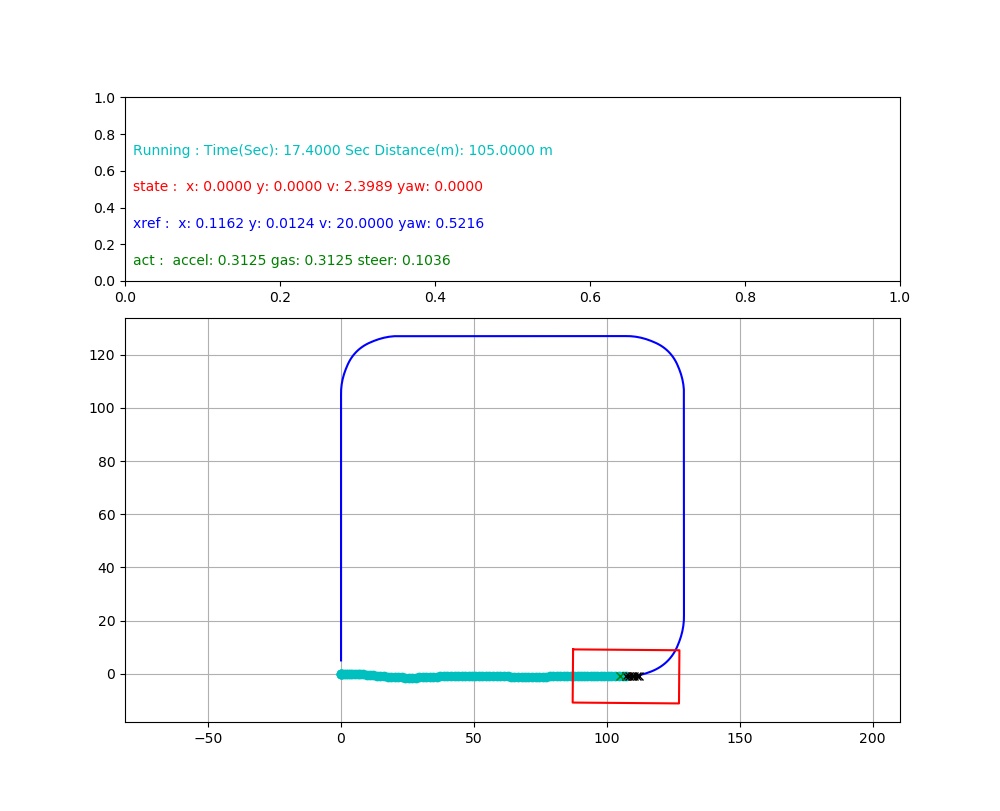 1.0
0.8
Running : Time(Sec): 17.4000 Sec Distance(m): 105.0000 m
0.6
state :  x: 0.0000 y: 0.0000 v: 2.3989 yaw: 0.0000
0.4
xref :  x: 0.1162 y: 0.0124 v: 20.0000 yaw: 0.5216
0.2
act :  accel: 0.3125 gas: 0.3125 steer: 0.1036
0.0
0.0 0.2 0.4 0.6 0.8 1.0
120
100
80
60
40
20
0
−50 0 50 100 150 200